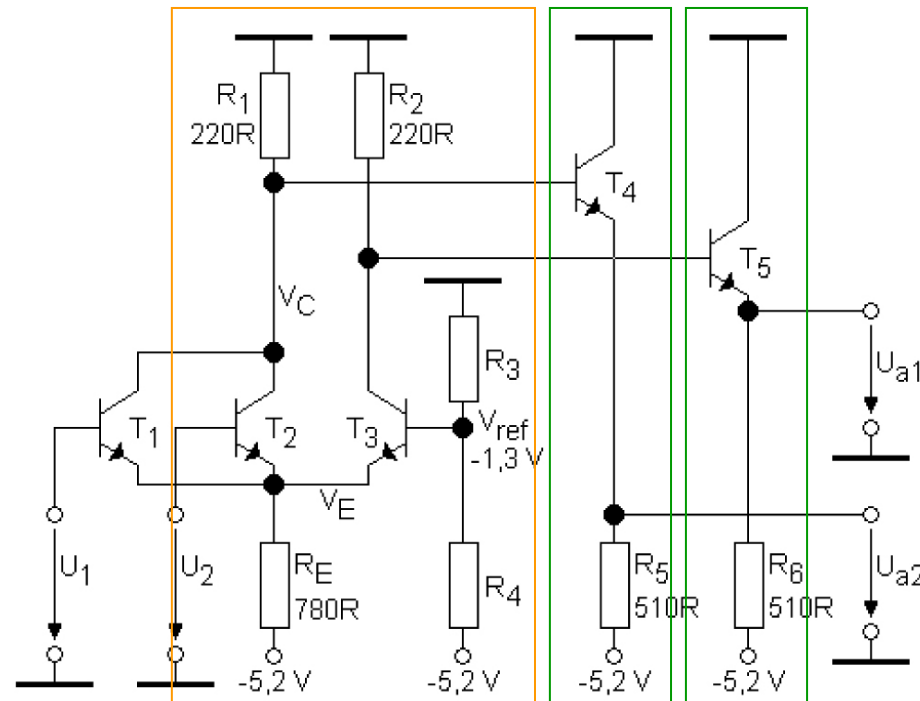 R1
220R
R2
220R
T4
T5
VC
R3
Ua1
T1
T2
T3
Vref
-1,3 V
VE
U1
U2
RE
780R
R4
R5
510R
R6
510R
Ua2
-5,2 V
-5,2 V
-5,2 V
-5,2 V